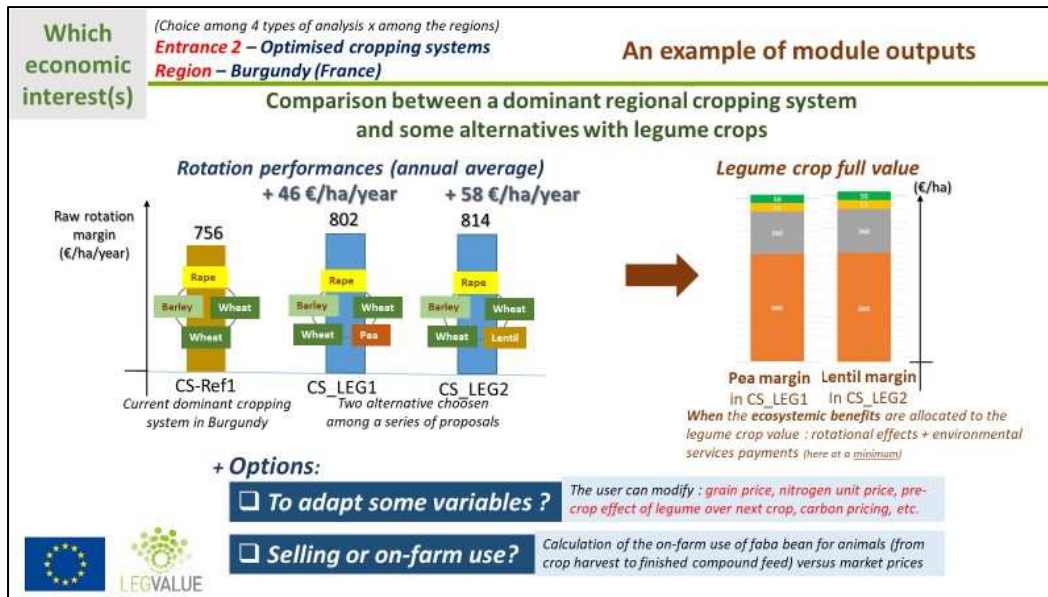 Which
economic
interest(s)
(Choice among 4 types of analysis x among the regions)
Entrance 2 – Optimised cropping systems
Region – Burgundy (France)
An example of module outputs
Comparison between a dominant regional cropping system
and some alternatives with legume crops
Rotation performances (annual average)
+ 46 €/ha/year
+ 58 €/ha/year
Raw rotation
margin
(€/ha/year)
756
802
814
Rape
Barley
Wheat
Wheat
Rape
Barley
Wheat
Wheat
Pea
Rape
Barley
Wheat
Wheat
Lentil
CS-Ref1
CS_LEG1
CS_LEG2
Current dominant cropping
system in Burgundy
Two alternative choosen
among a series of proposals
Legume crop full value
(€/ha)
Pea margin
in CS_LEG1
Lentil margin
In CS_LEG2
When the ecosystemic benefits are allocated to the
legume crop value : rotational effects + environmental
services payments (here at a minimum)
+ Options:
❑ To adapt some variables ?
The user can modify : grain price, nitrogen unit price, pre-
crop effect of legume over next crop, carbon pricing, etc.
❑ Selling or on-farm use?
Calculation of the on-farm use of faba bean for animals (from
crop harvest to finished compound feed) versus market prices
LEGVALUE